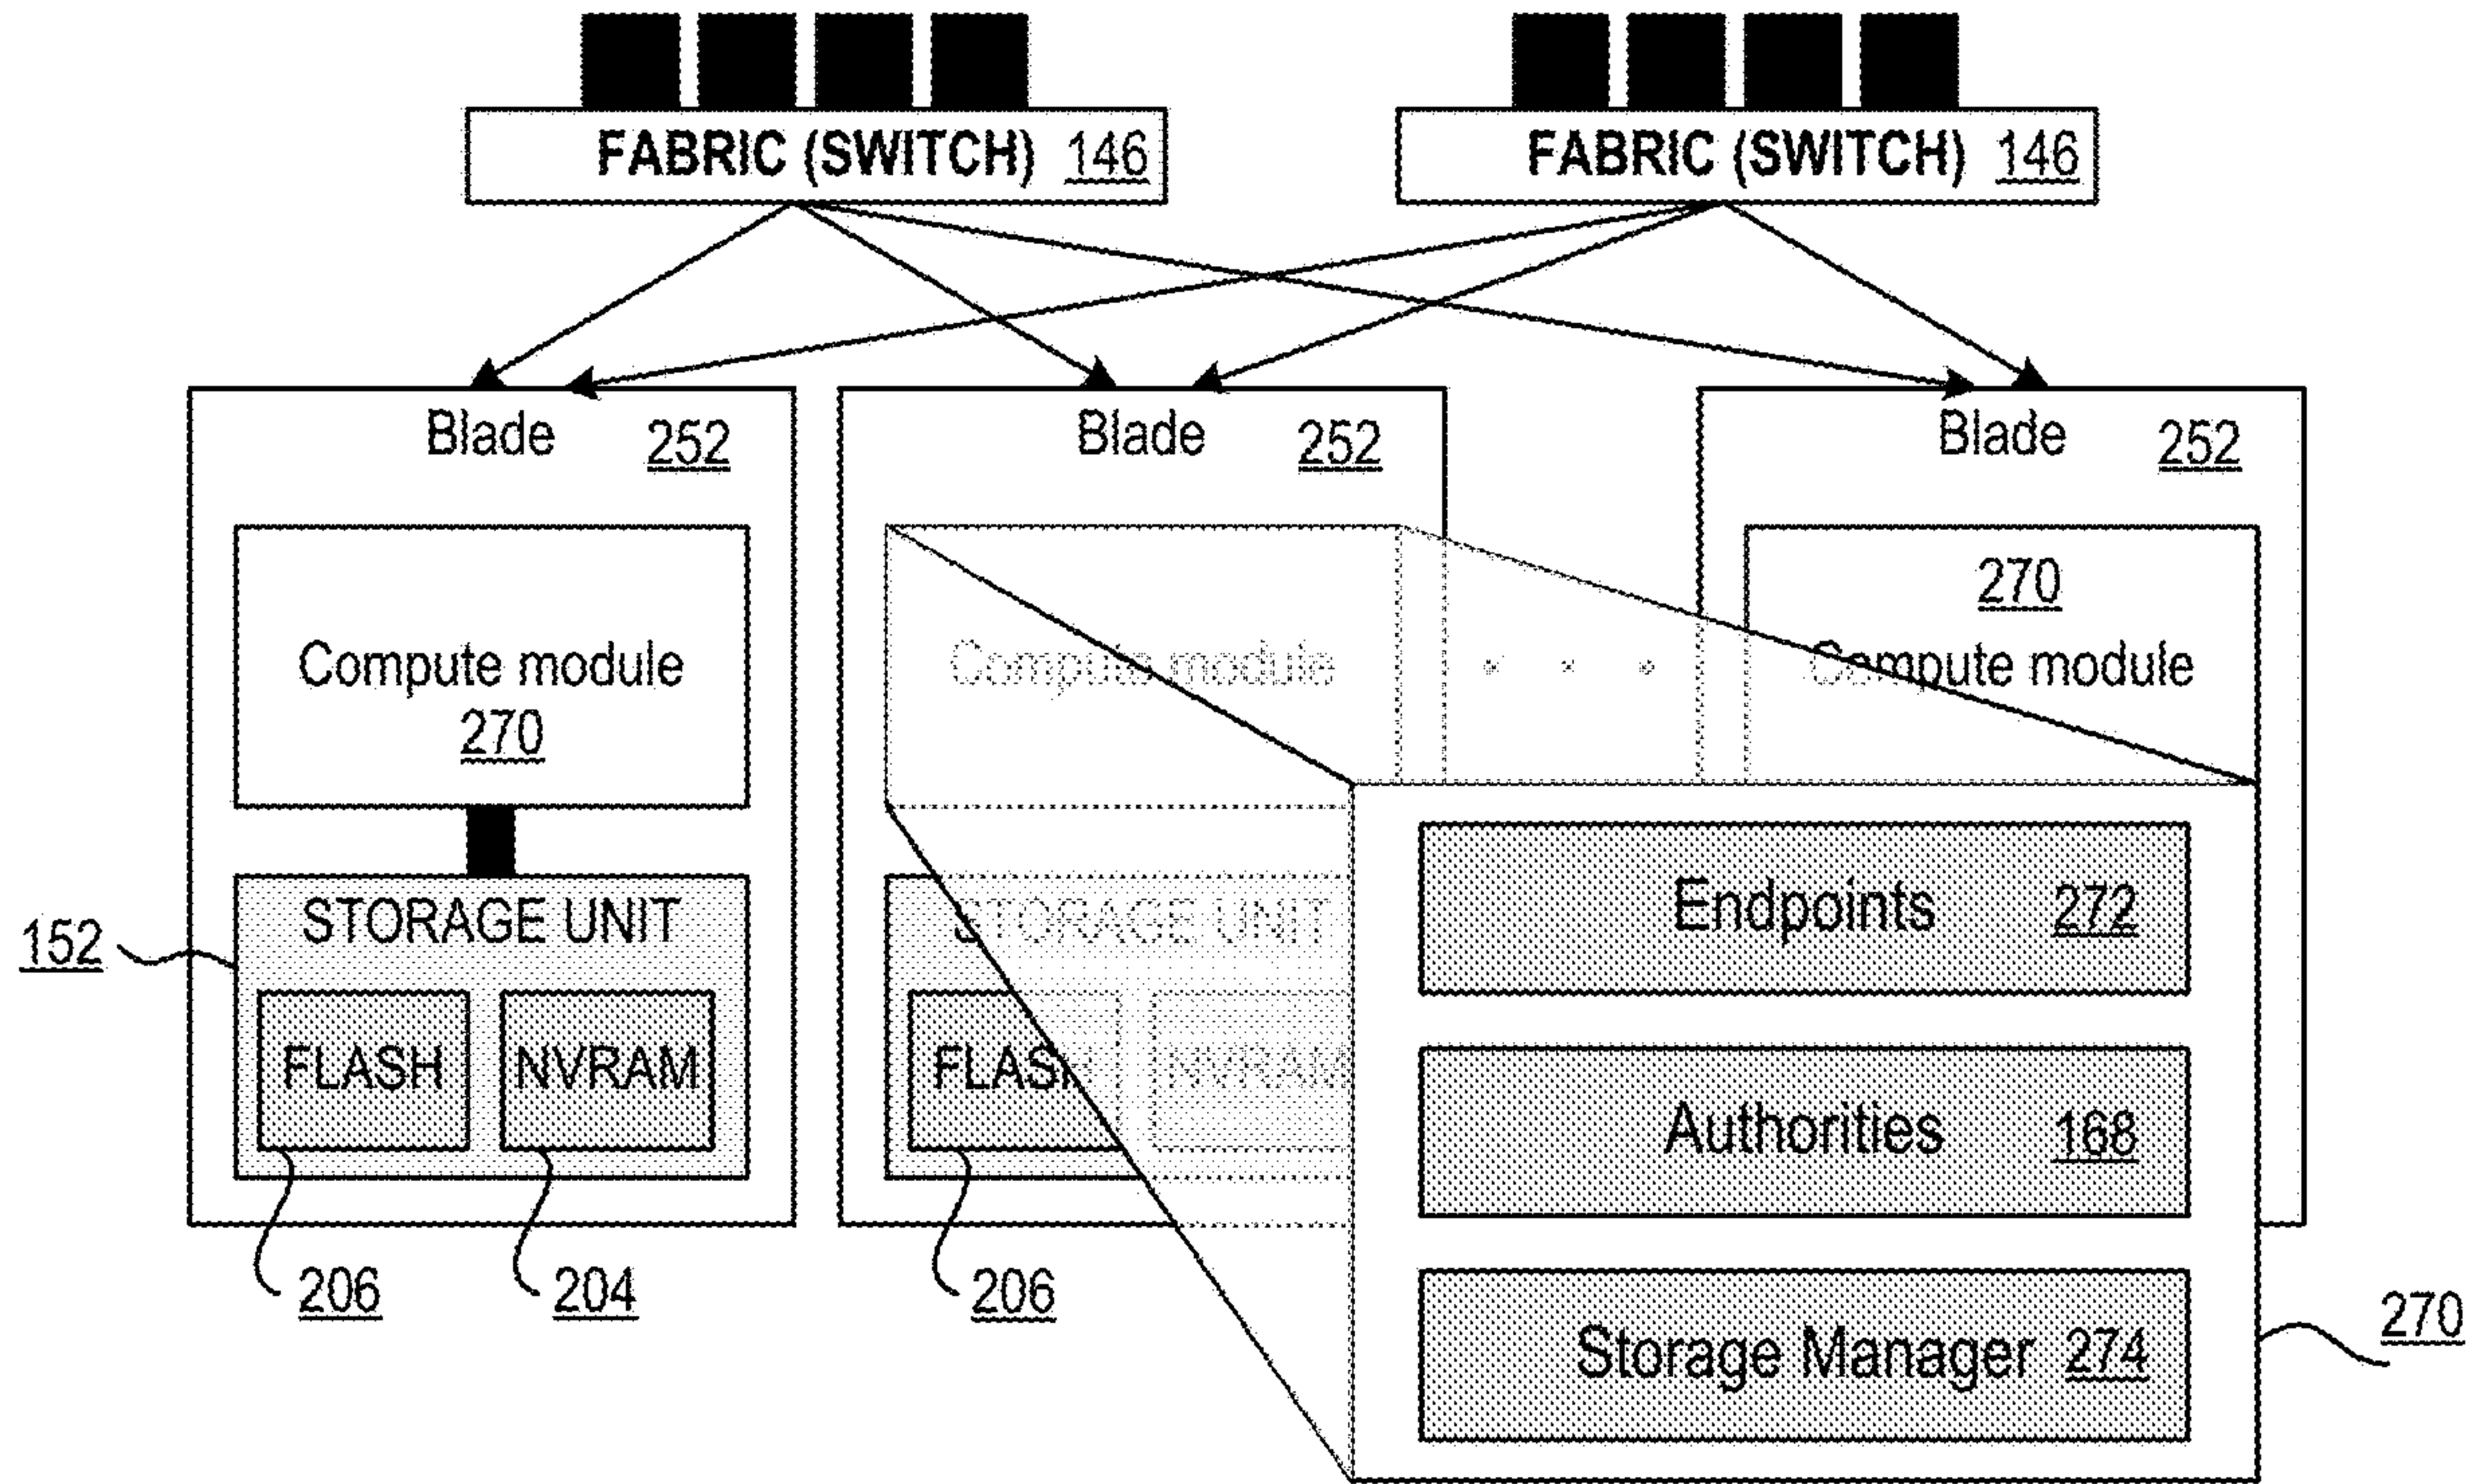 FABRIC (SWITCH) 146
FABRIC (SWITCH) 146
Blade 252
Blade 252
Blade 252
Compute module
270
Compute module
270
Compute module
STORAGE UNIT
152
FLASH
NVRAM
206
204
STORAGE UNIT
FLASH
NVRAM
206
Endpoints 272
Authorities 168
Storage Manager 274
270